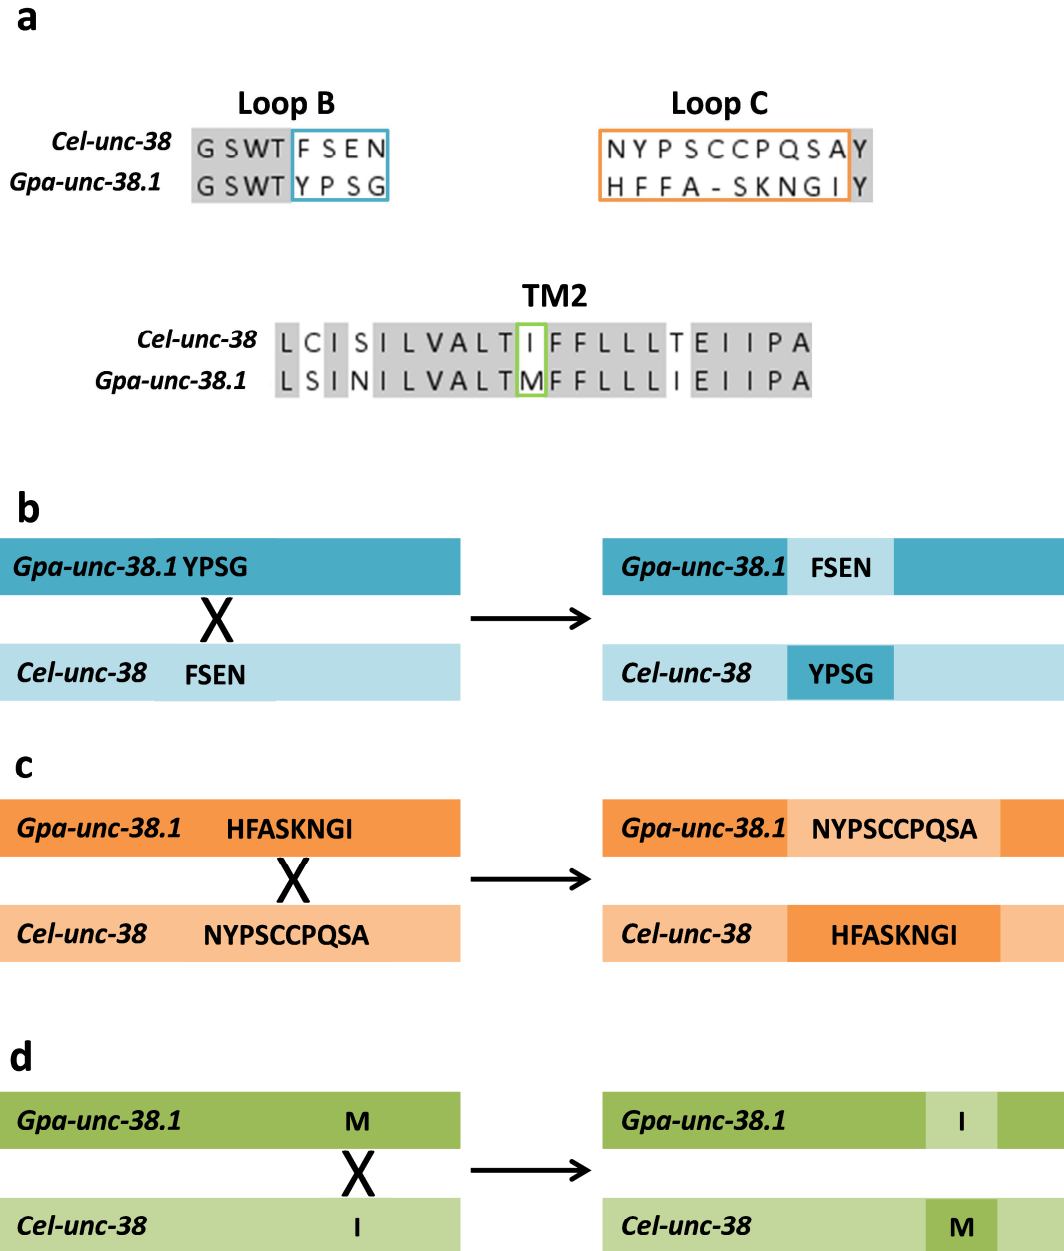 a
Loop B Loop C
Cel-unc-38 G S W T F S E N N Y P S C C P Q S A Y
Gpa-unc-38.1 G S W T Y P S G H F F A - S K N G I Y
TM2
Cel-unc-38 L C I S I L V A L T I F F L L L T E I I P A
Gpa-unc-38.1 L S I N I L V A L T M F F L L L I E I I P A
b
Gpa-unc-38.1 YPSG Gpa-unc-38.1 FSEN
X
Cel-unc-38 FSEN Cel-unc-38 YPSG
c
Gpa-unc-38.1 HFASKNGI Gpa-unc-38.1 NYPSCCPQSA
X
Cel-unc-38 NYPSCCPQSA Cel-unc-38 HFASKNGI
d
Gpa-unc-38.1 M Gpa-unc-38.1 I
X
Cel-unc-38 I Cel-unc-38 M